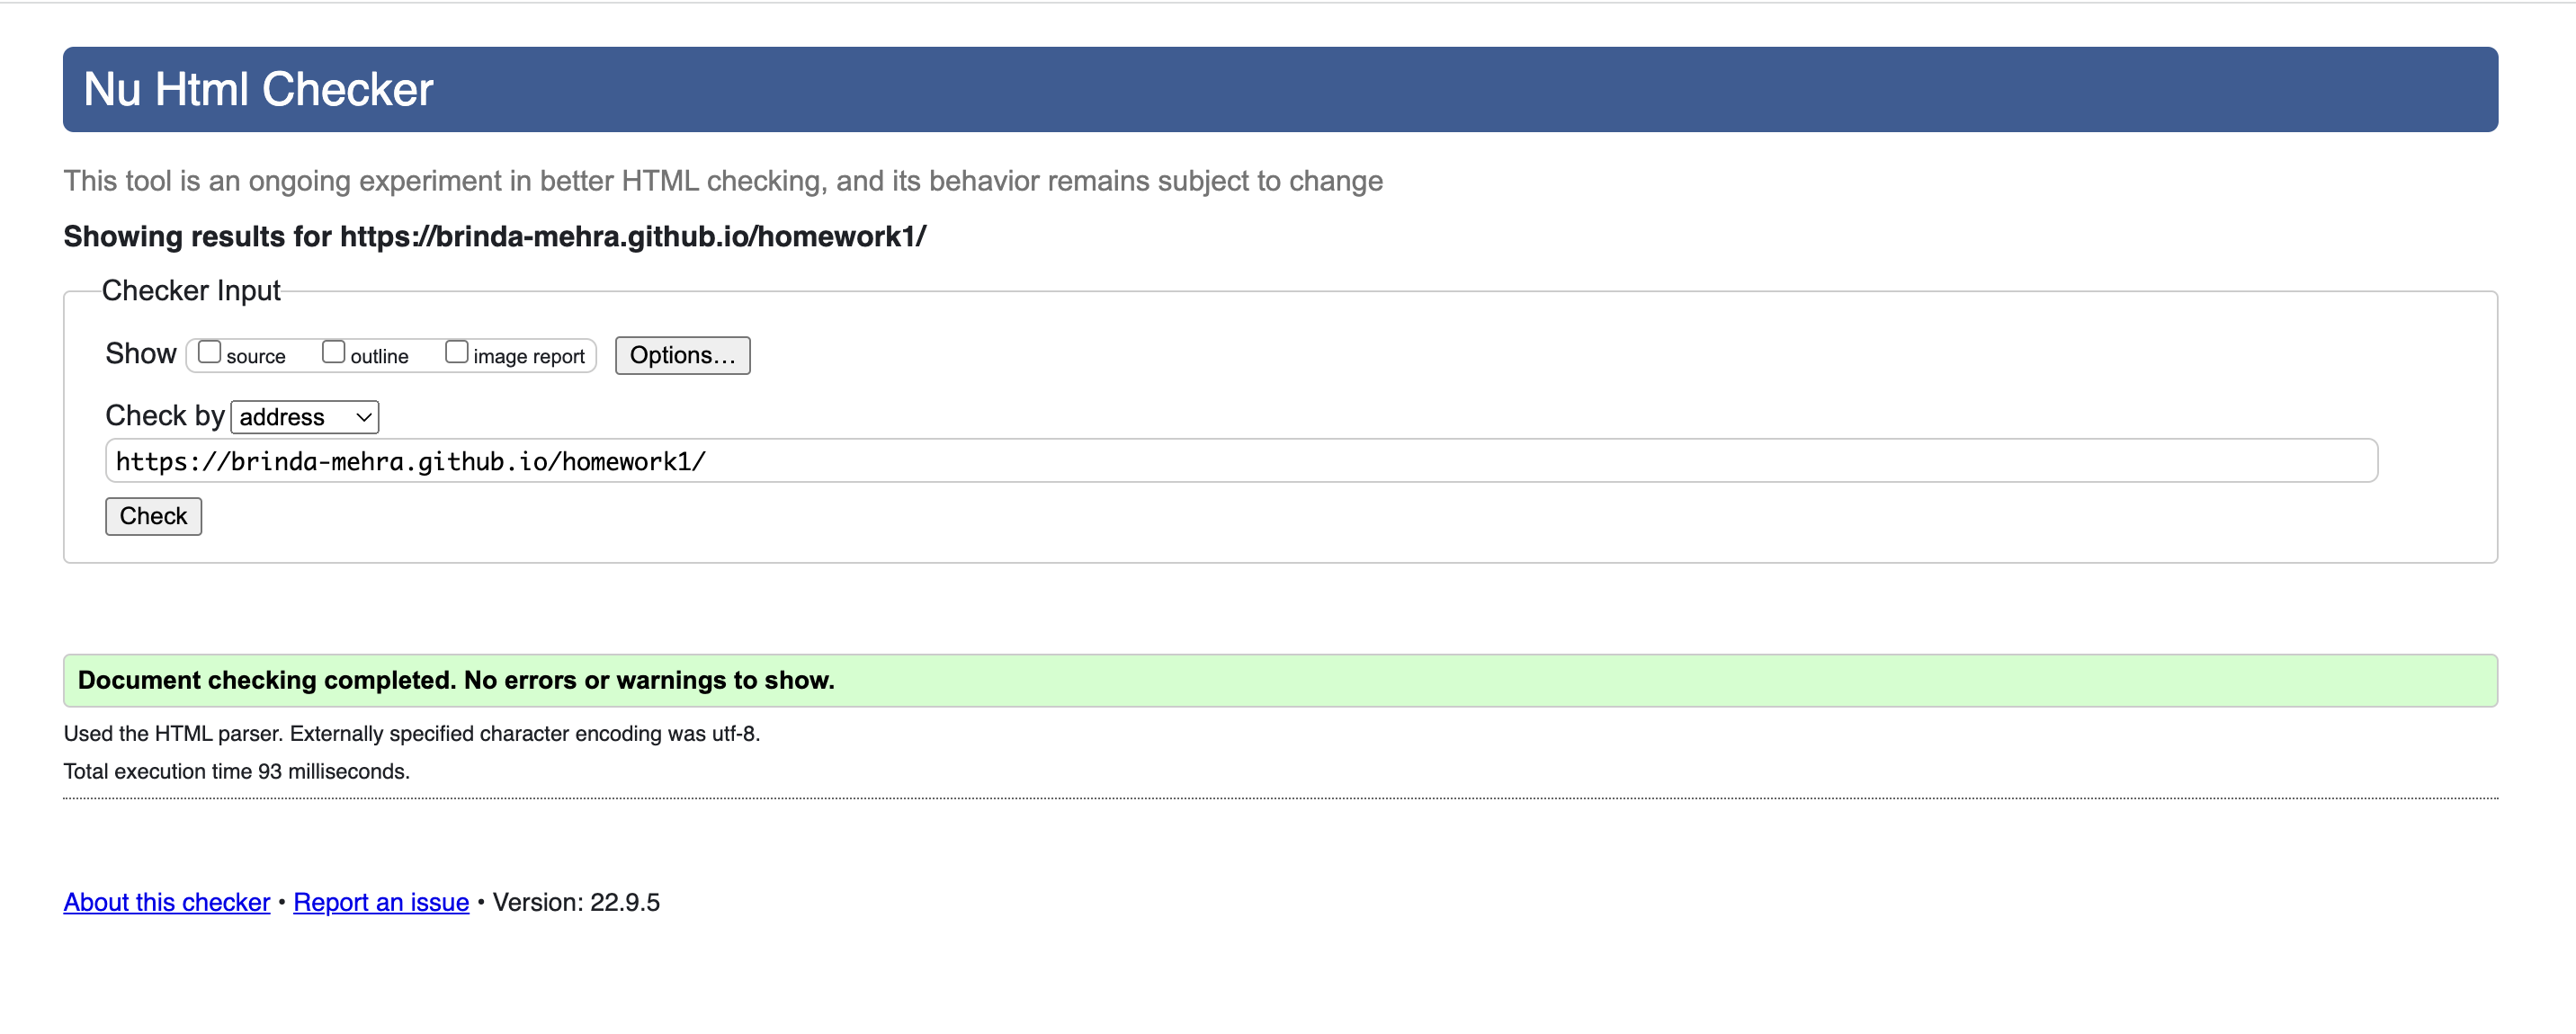 Nu Html Checker
This tool is an ongoing experiment in better HTML checking, and its behavior remains subject to change
Showing results for https://brinda-mehra.github.io/homework1/
Checker Input
Show source outline image report Options...
Check by address
https://brinda-mehra.github.io/homework1/
Check
Document checking completed. No errors or warnings to show.
Used the HTML parser. Externally specified character encoding was utf-8.
Total execution time 93 milliseconds.
About this checker • Report an issue • Version: 22.9.5